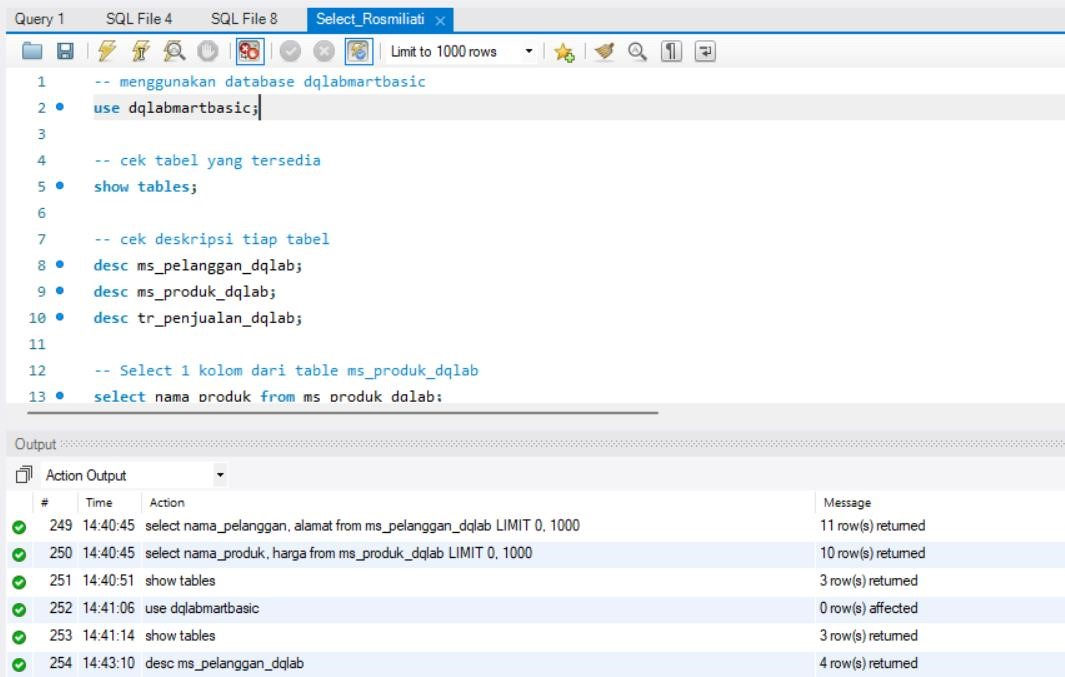 Query 1 SQL File 4 SQL File 8 Select_Rosmiliati ×
Limit to 1000 rows
1 -- menggunakan database dqlabmartbasic
2 use dqlabmartbasic;
3
4 -- cek tabel yang tersedia
5 show tables;
6
7 -- cek deskripsi tiap tabel
8 desc ms_pelanggan_dqlab;
9 desc ms_produk_dqlab;
10 desc tr_penjualan_dqlab;
11
12 -- Select 1 kolom dari table ms_produk_dqlab
13 select nama_produk from ms_produk_dqlab;
Output
Action Output
# Time Action Message
249 14:40:45 select nama_pelanggan, alamat from ms_pelanggan_dqlab LIMIT 0, 1000 11 row(s) returned
250 14:40:45 select nama_produk, harga from ms_produk_dqlab LIMIT 0, 1000 10 row(s) returned
251 14:40:51 show tables 3 row(s) returned
252 14:41:06 use dqlabmartbasic 0 row(s) affected
253 14:41:14 show tables 3 row(s) returned
254 14:43:10 desc ms_pelanggan_dqlab 4 row(s) returned